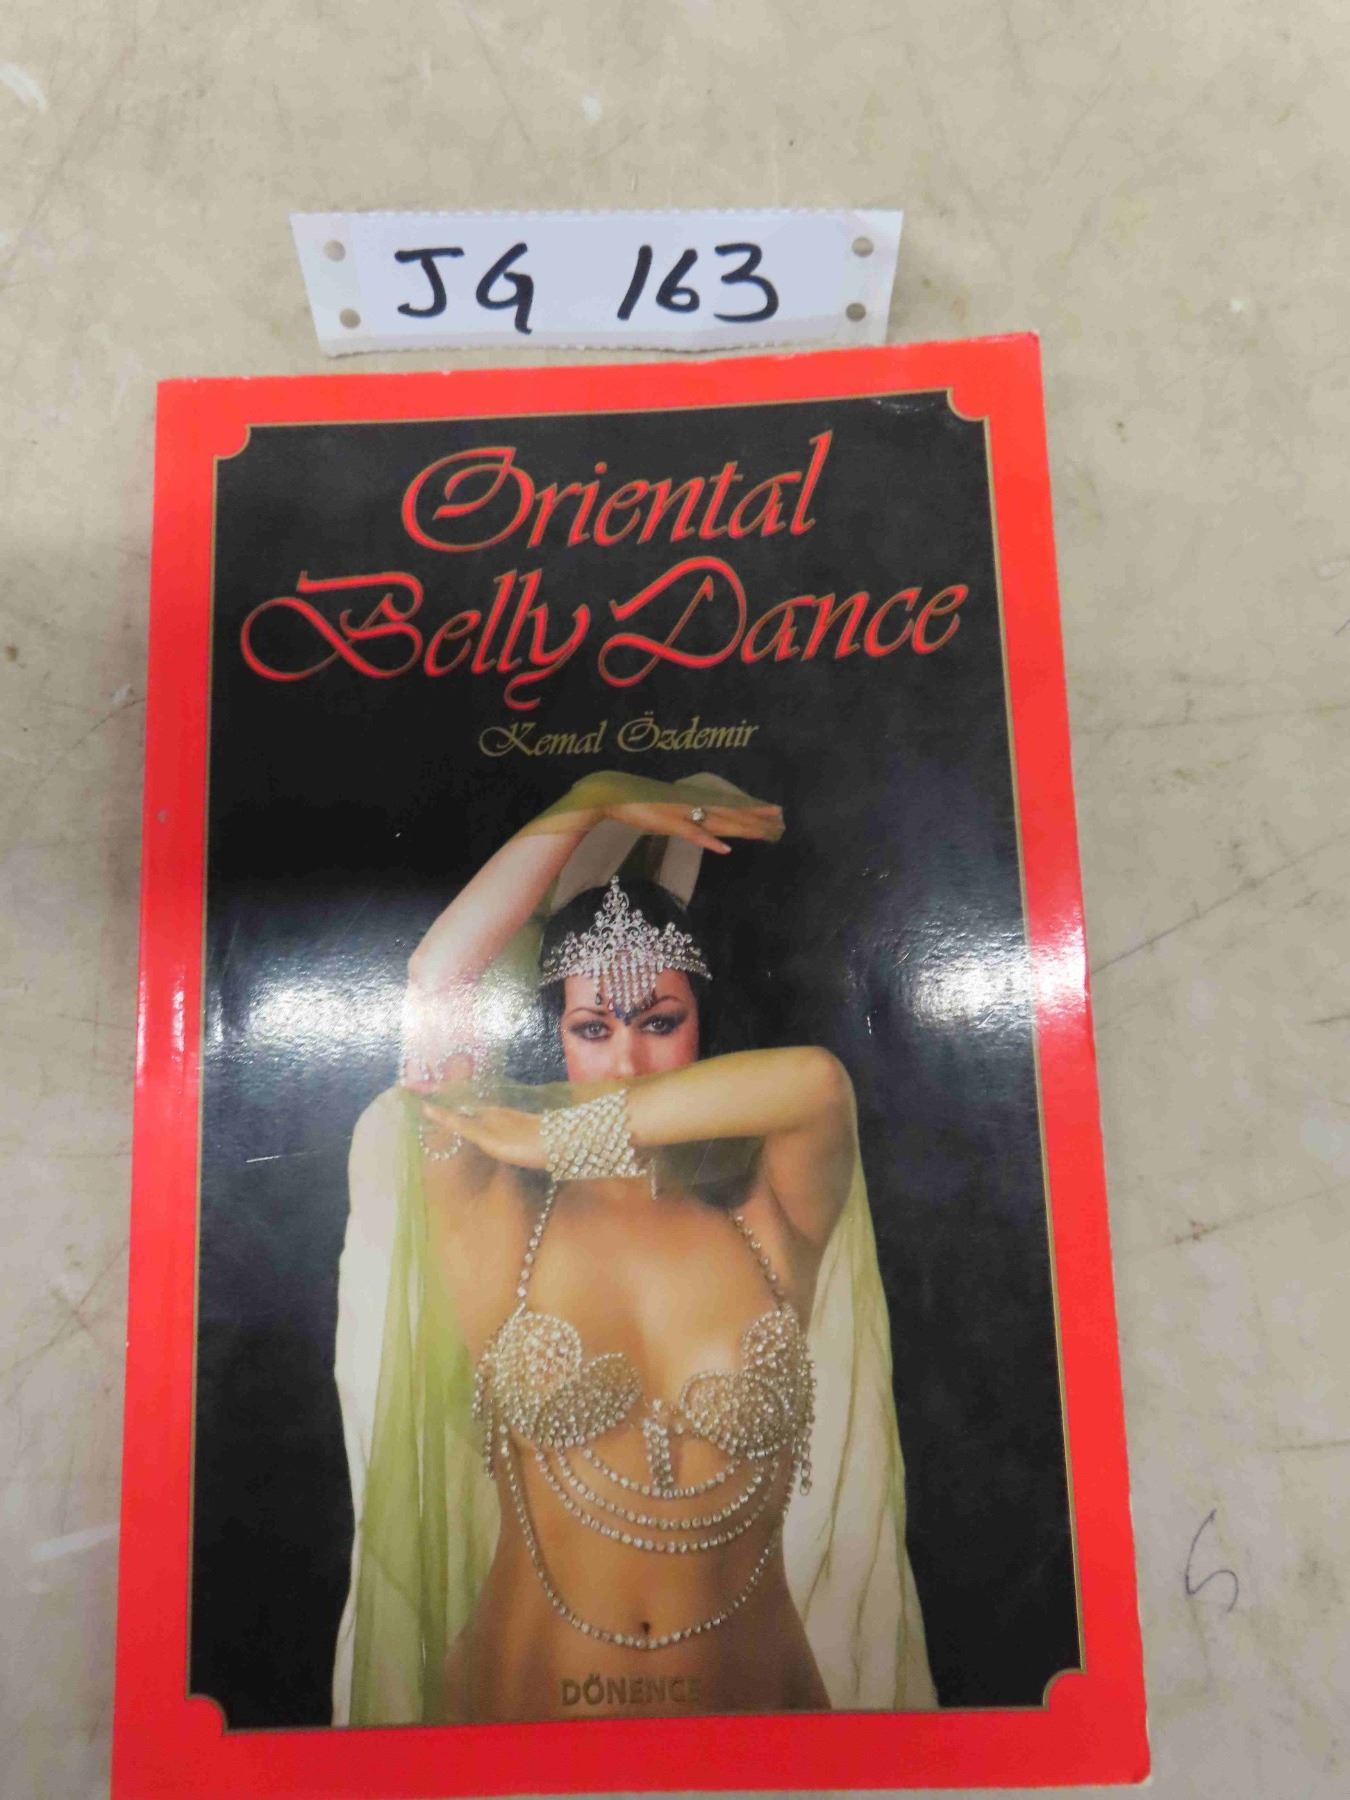 JG 163
Oriental
Belly Dance
Kemal Özdemir
DÖNENCE